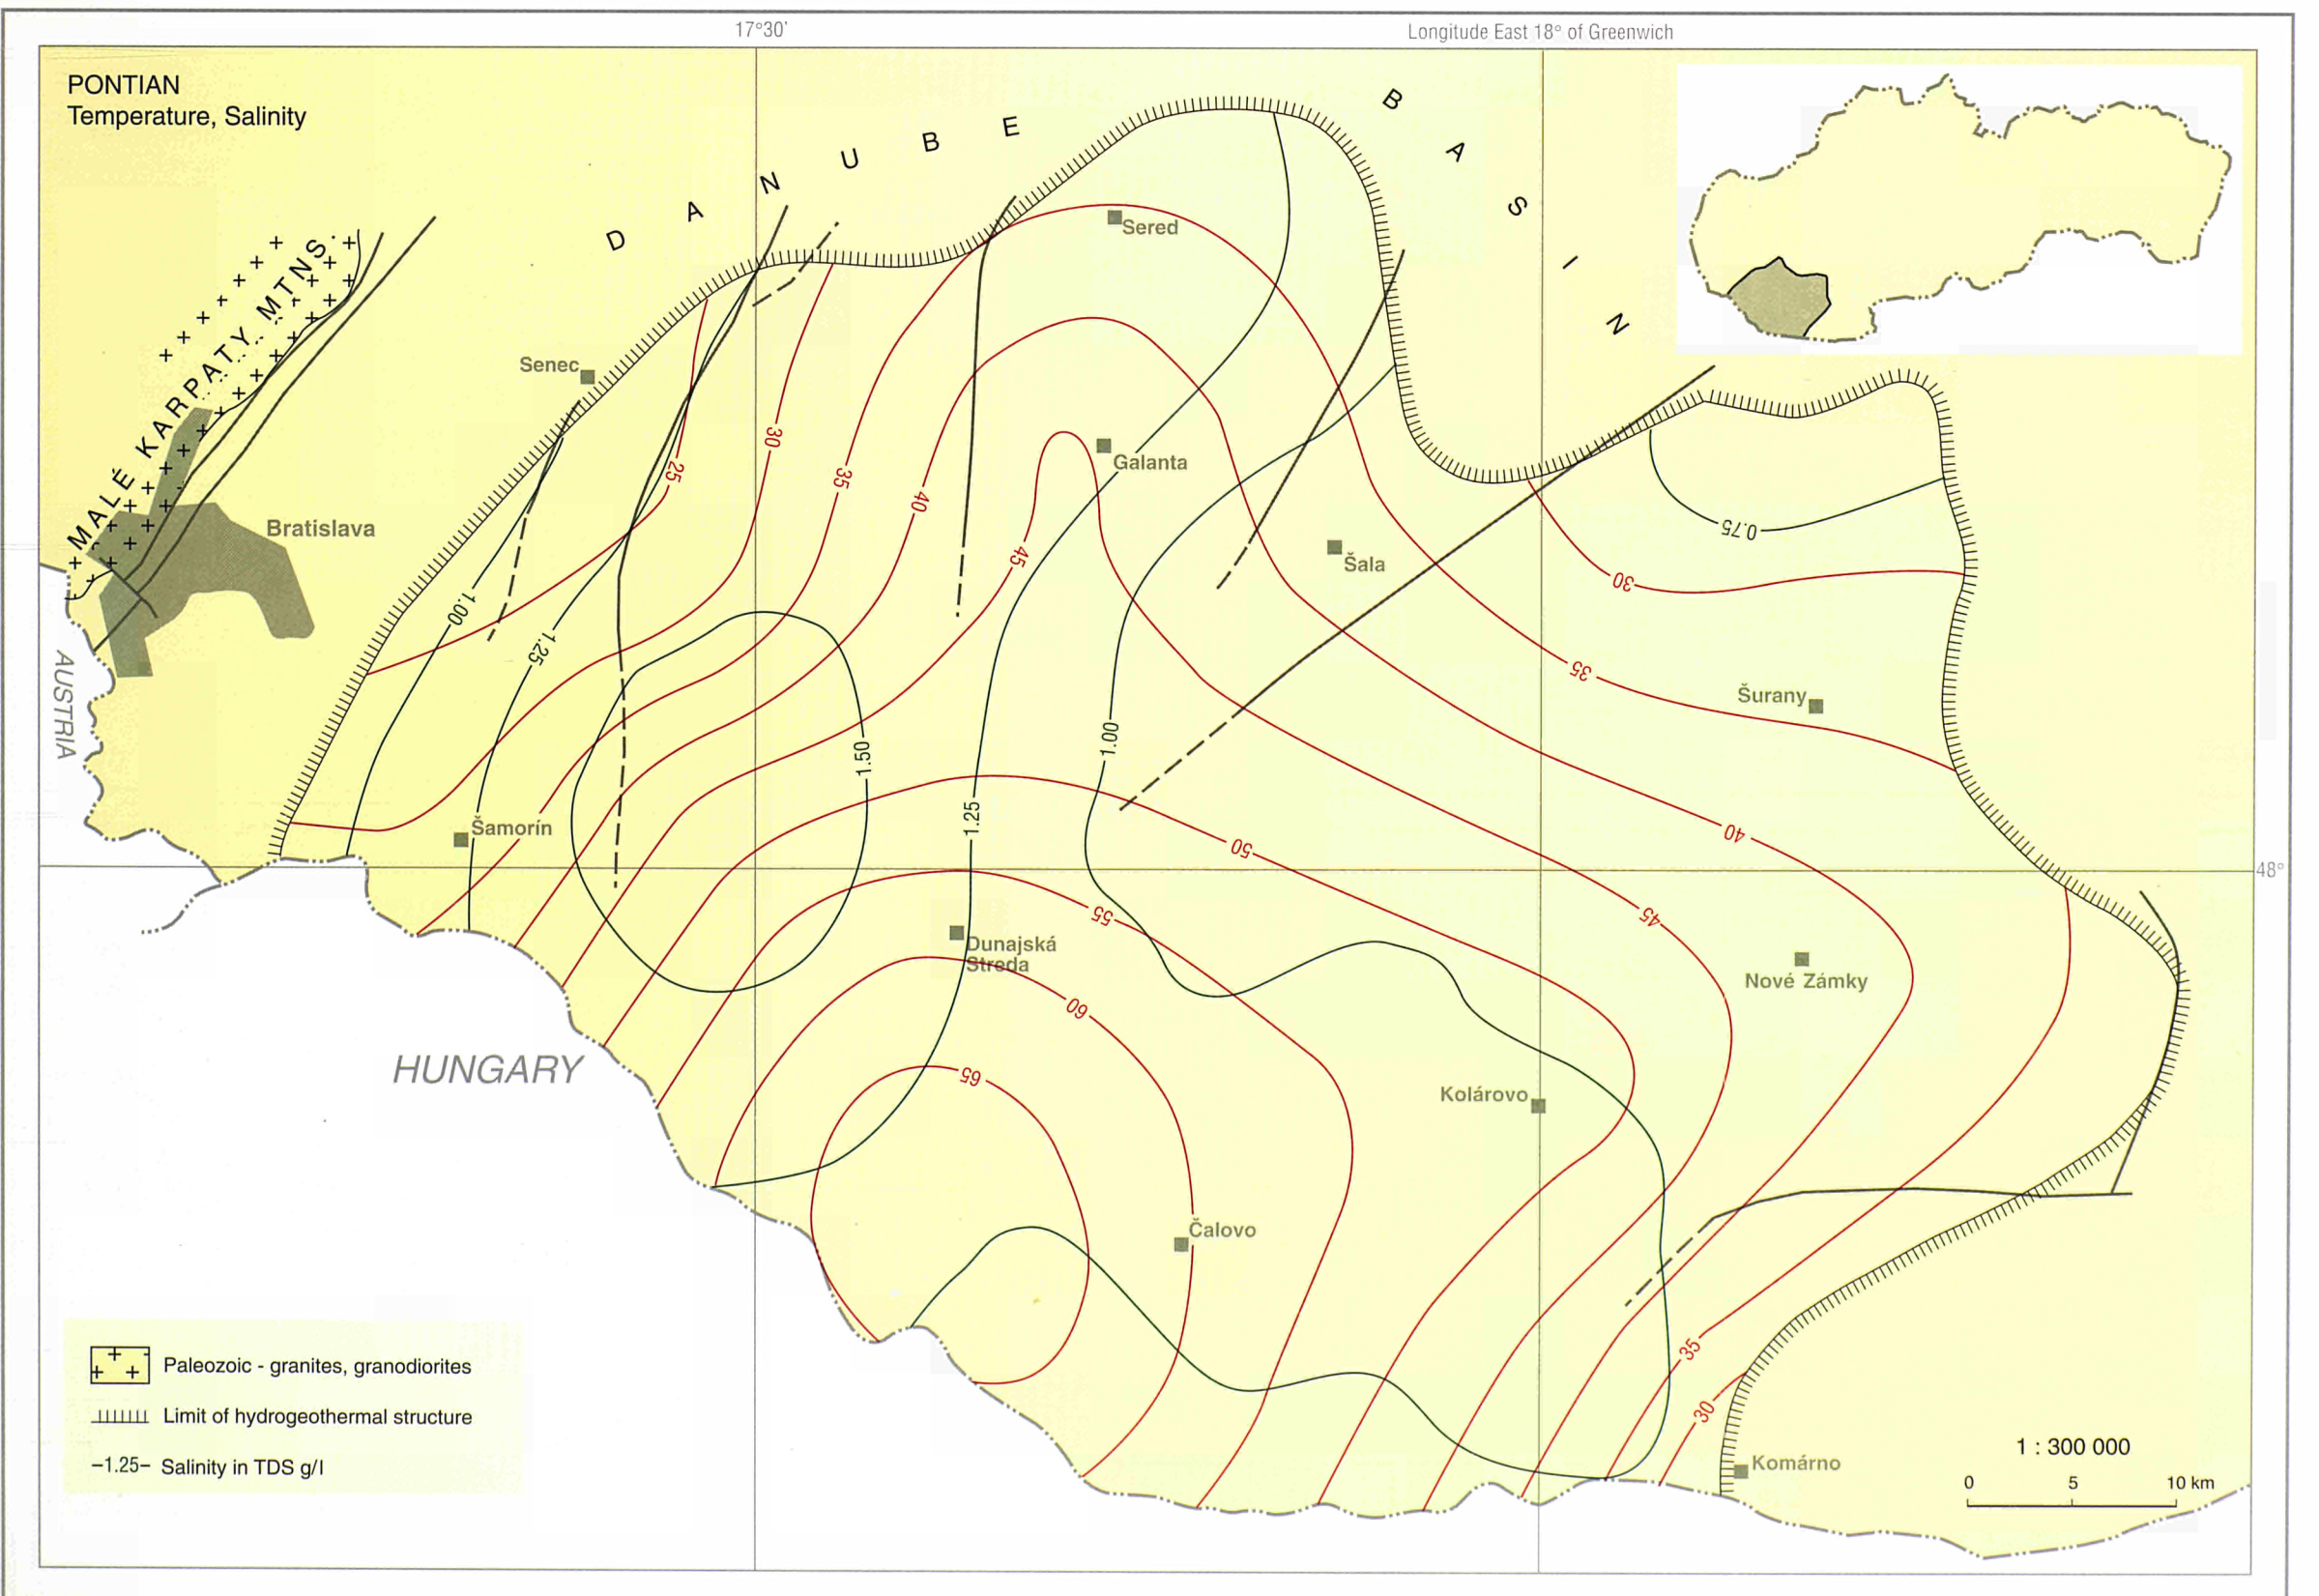 17°30'
Longitude East 18° of Greenwich
PONTIAN
Temperature, Salinity
DANUBE BASIN
MALÉ KARPATY MTNS.
Sered
Senec
Galanta
Bratislava
Šala
Šurany
AUSTRIA
Šamorín
48°
Dunajská
Streda
Nové Zámky
HUNGARY
Kolárovo
Čalovo
Komárno
25
30
35
40
45
1.00
1.25
0.75
30
35
1.50
1.25
1.00
40
50
45
55
60
65
35
30
Paleozoic - granites, granodiorites
Limit of hydrogeothermal structure
–1.25– Salinity in TDS g/l
1 : 300 000
0 5 10 km